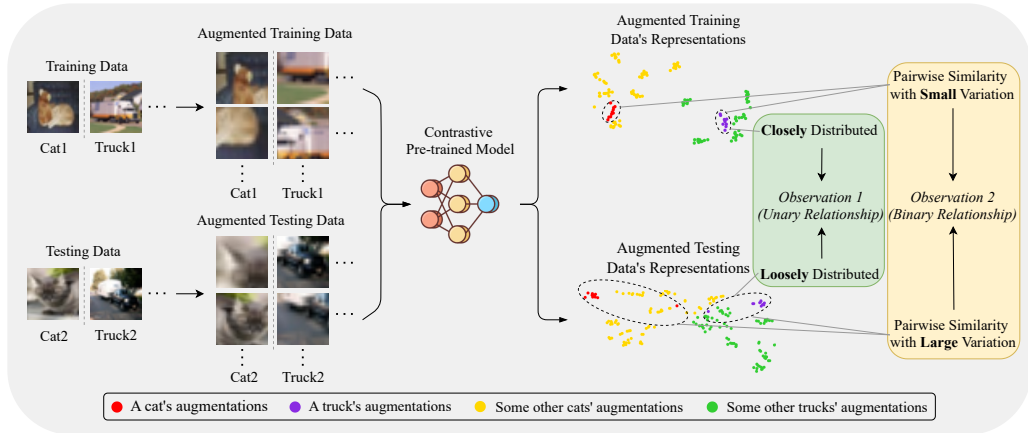 Training Data
Cat1
Truck1
...
Augmented Training Data
...
...
Cat1
Truck1
Testing Data
Cat2
Truck2
...
Augmented Testing Data
...
...
Cat2
Truck2
Contrastive
Pre-trained Model
Augmented Training
Data's Representations
Augmented Testing
Data's Representations
Closely Distributed
Observation 1
(Unary Relationship)
Loosely Distributed
Pairwise Similarity
with Small Variation
Observation 2
(Binary Relationship)
Pairwise Similarity
with Large Variation
A cat's augmentations
A truck's augmentations
Some other cats' augmentations
Some other trucks' augmentations